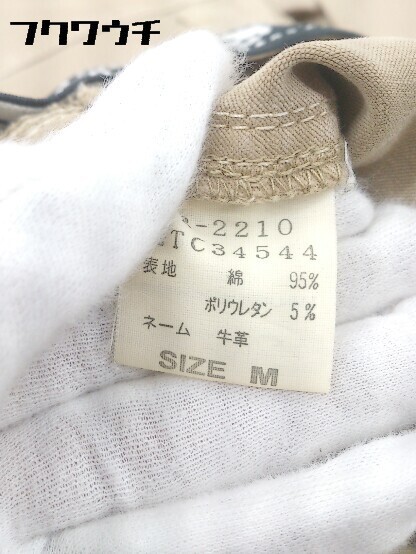 フクワウチ
-2210
TC34544
表地 綿 95%
ポリウレタン 5%
ネーム 牛革
SIZE M